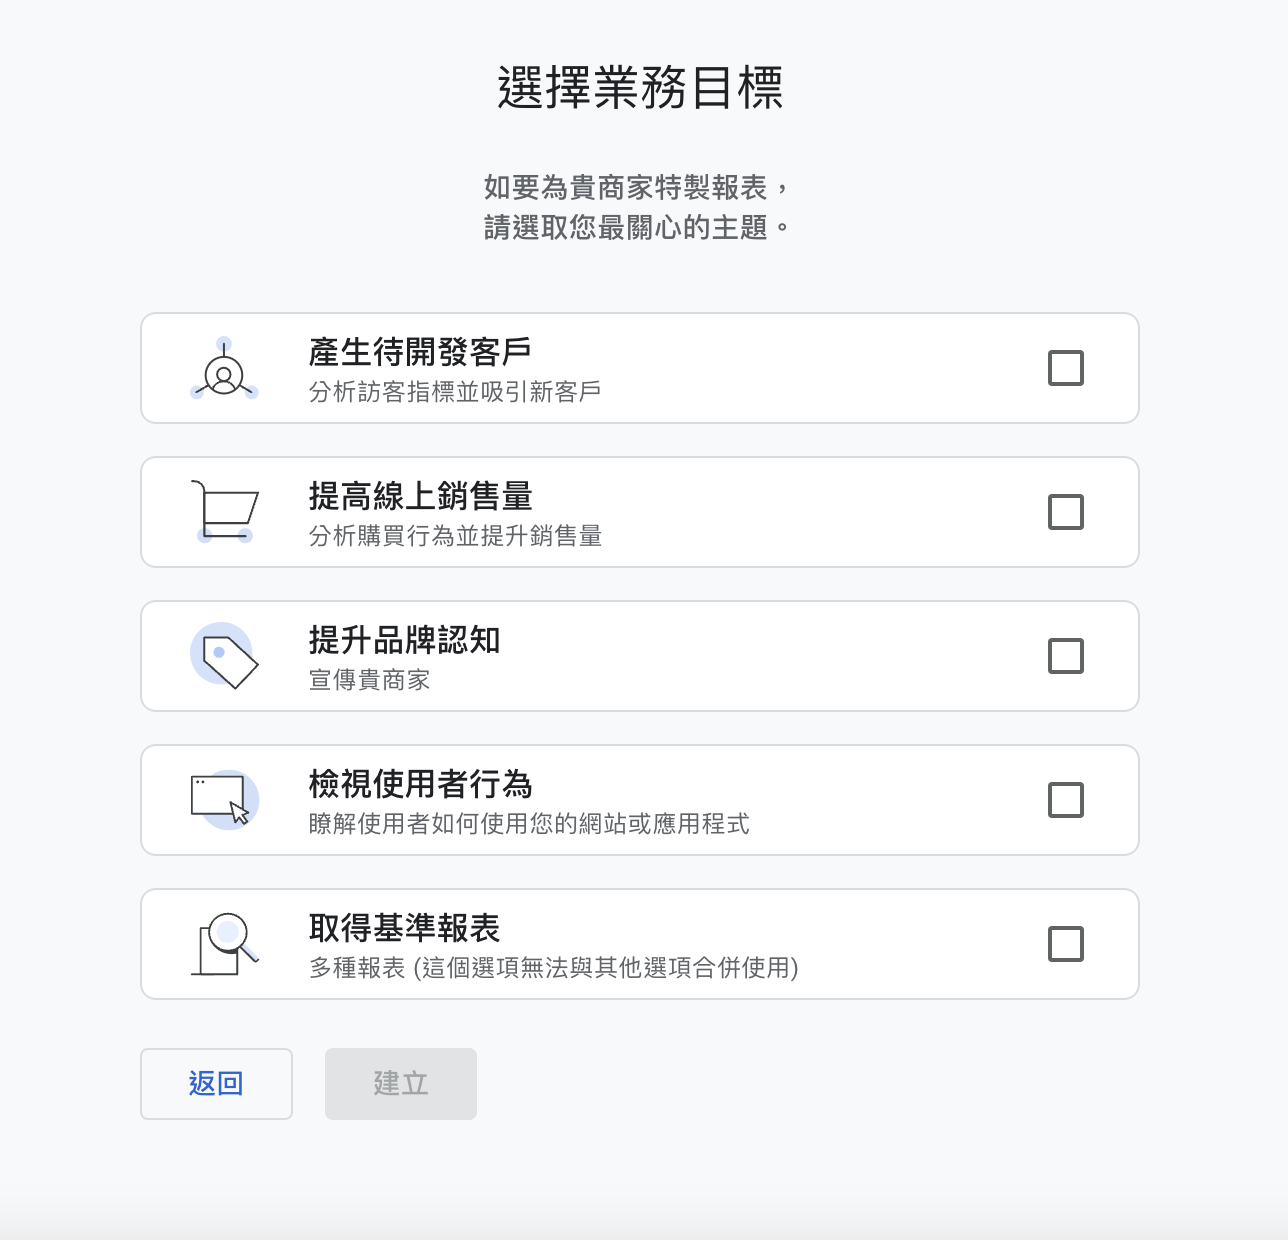 選擇業務目標
如要為貴商家特製報表，
請選取您最關心的主題。
產生待開發客戶
分析訪客指標並吸引新客戶
提高線上銷售量
分析購買行為並提升銷售量
提升品牌認知
宣傳貴商家
檢視使用者行為
瞭解使用者如何使用您的網站或應用程式
取得基準報表
多種報表 (這個選項無法與其他選項合併使用)
返回
建立